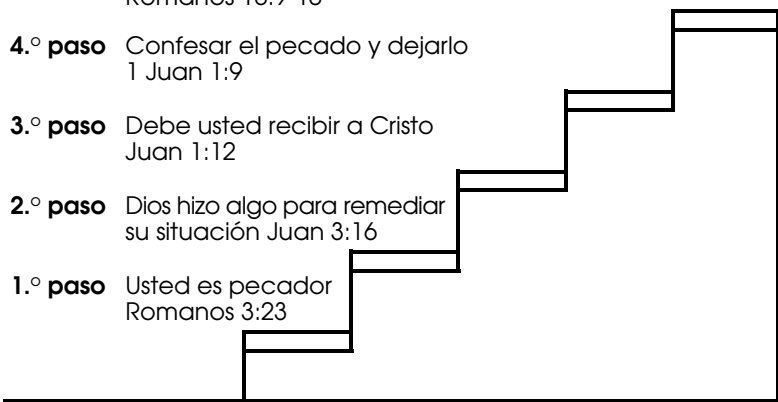 Romanos
4.° paso Confesar el pecado y dejarlo
1 Juan 1:9
3.° paso Debe usted recibir a Cristo
Juan 1:12
2.° paso Dios hizo algo para remediar
su situación Juan 3:16
1.° paso Usted es pecador
Romanos 3:23